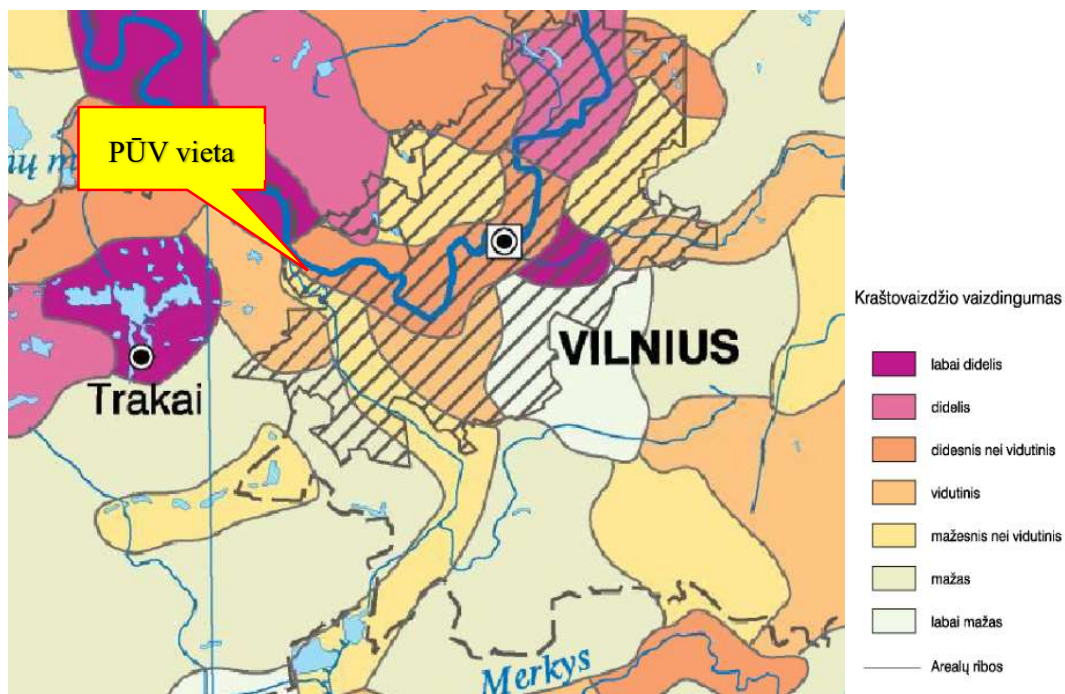 PŪV vieta
ių m
Trakai
VILNIUS
Merkys
Kraštovaizdžio vaizdingumas
labai didelis
didelis
didesnis nei vidutinis
vidutinis
mažesnis nei vidutinis
mažas
labai mažas
Arealų ribos